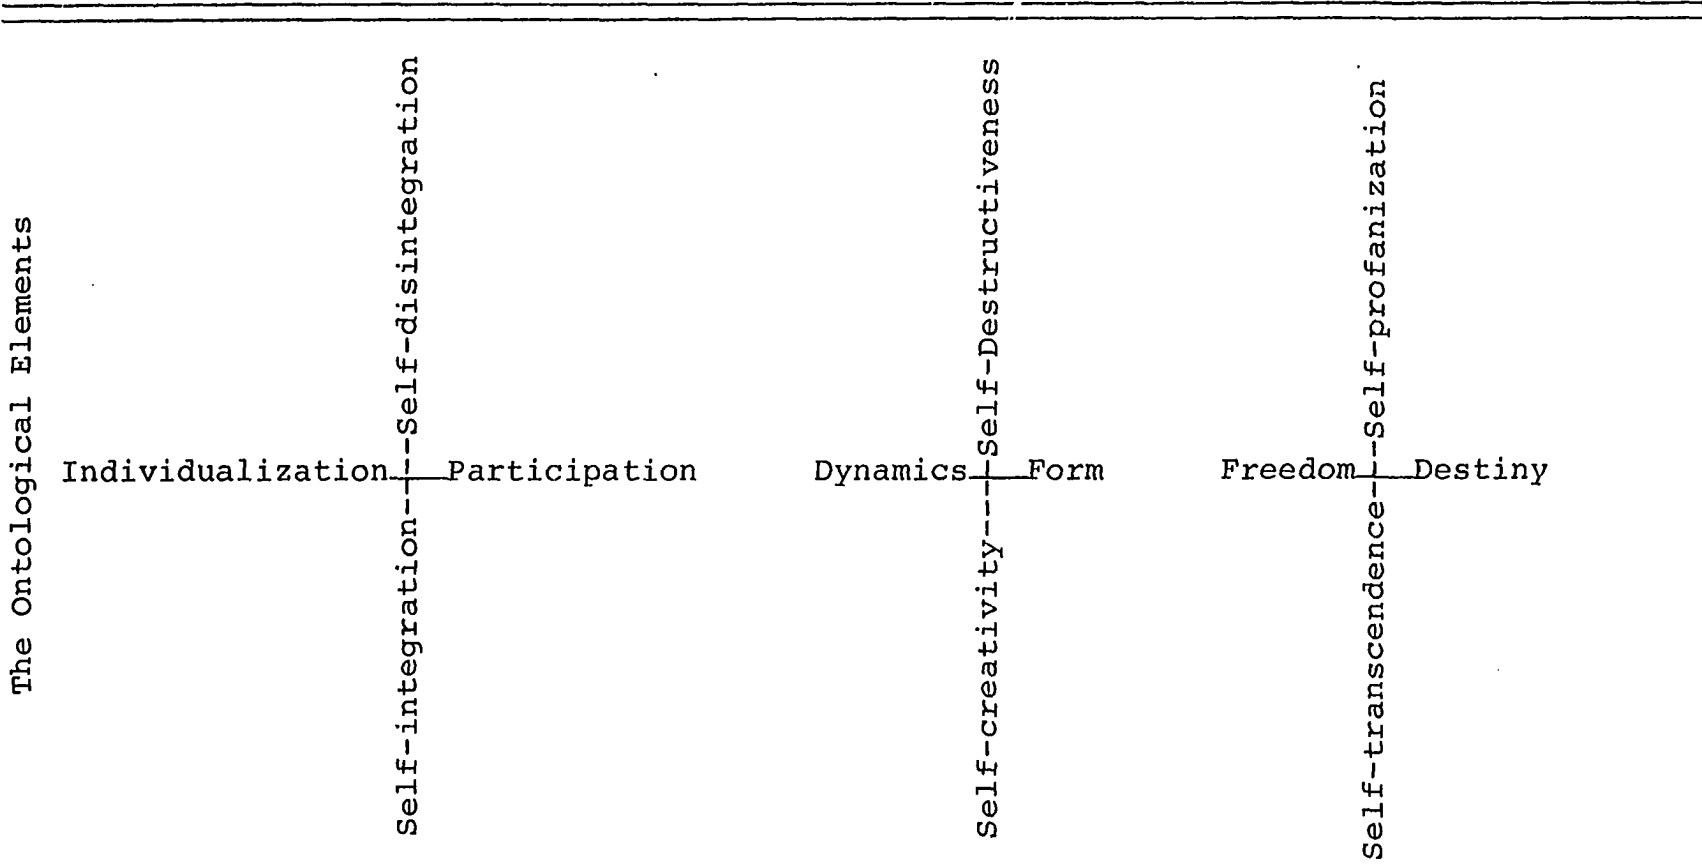 The Ontological Elements
Individualization Participation
Self-integration---Self-disintegration
Dynamics Form
Self-creativity---Self-Destructiveness
Freedom Destiny
Self-transcendence--Self-profanization